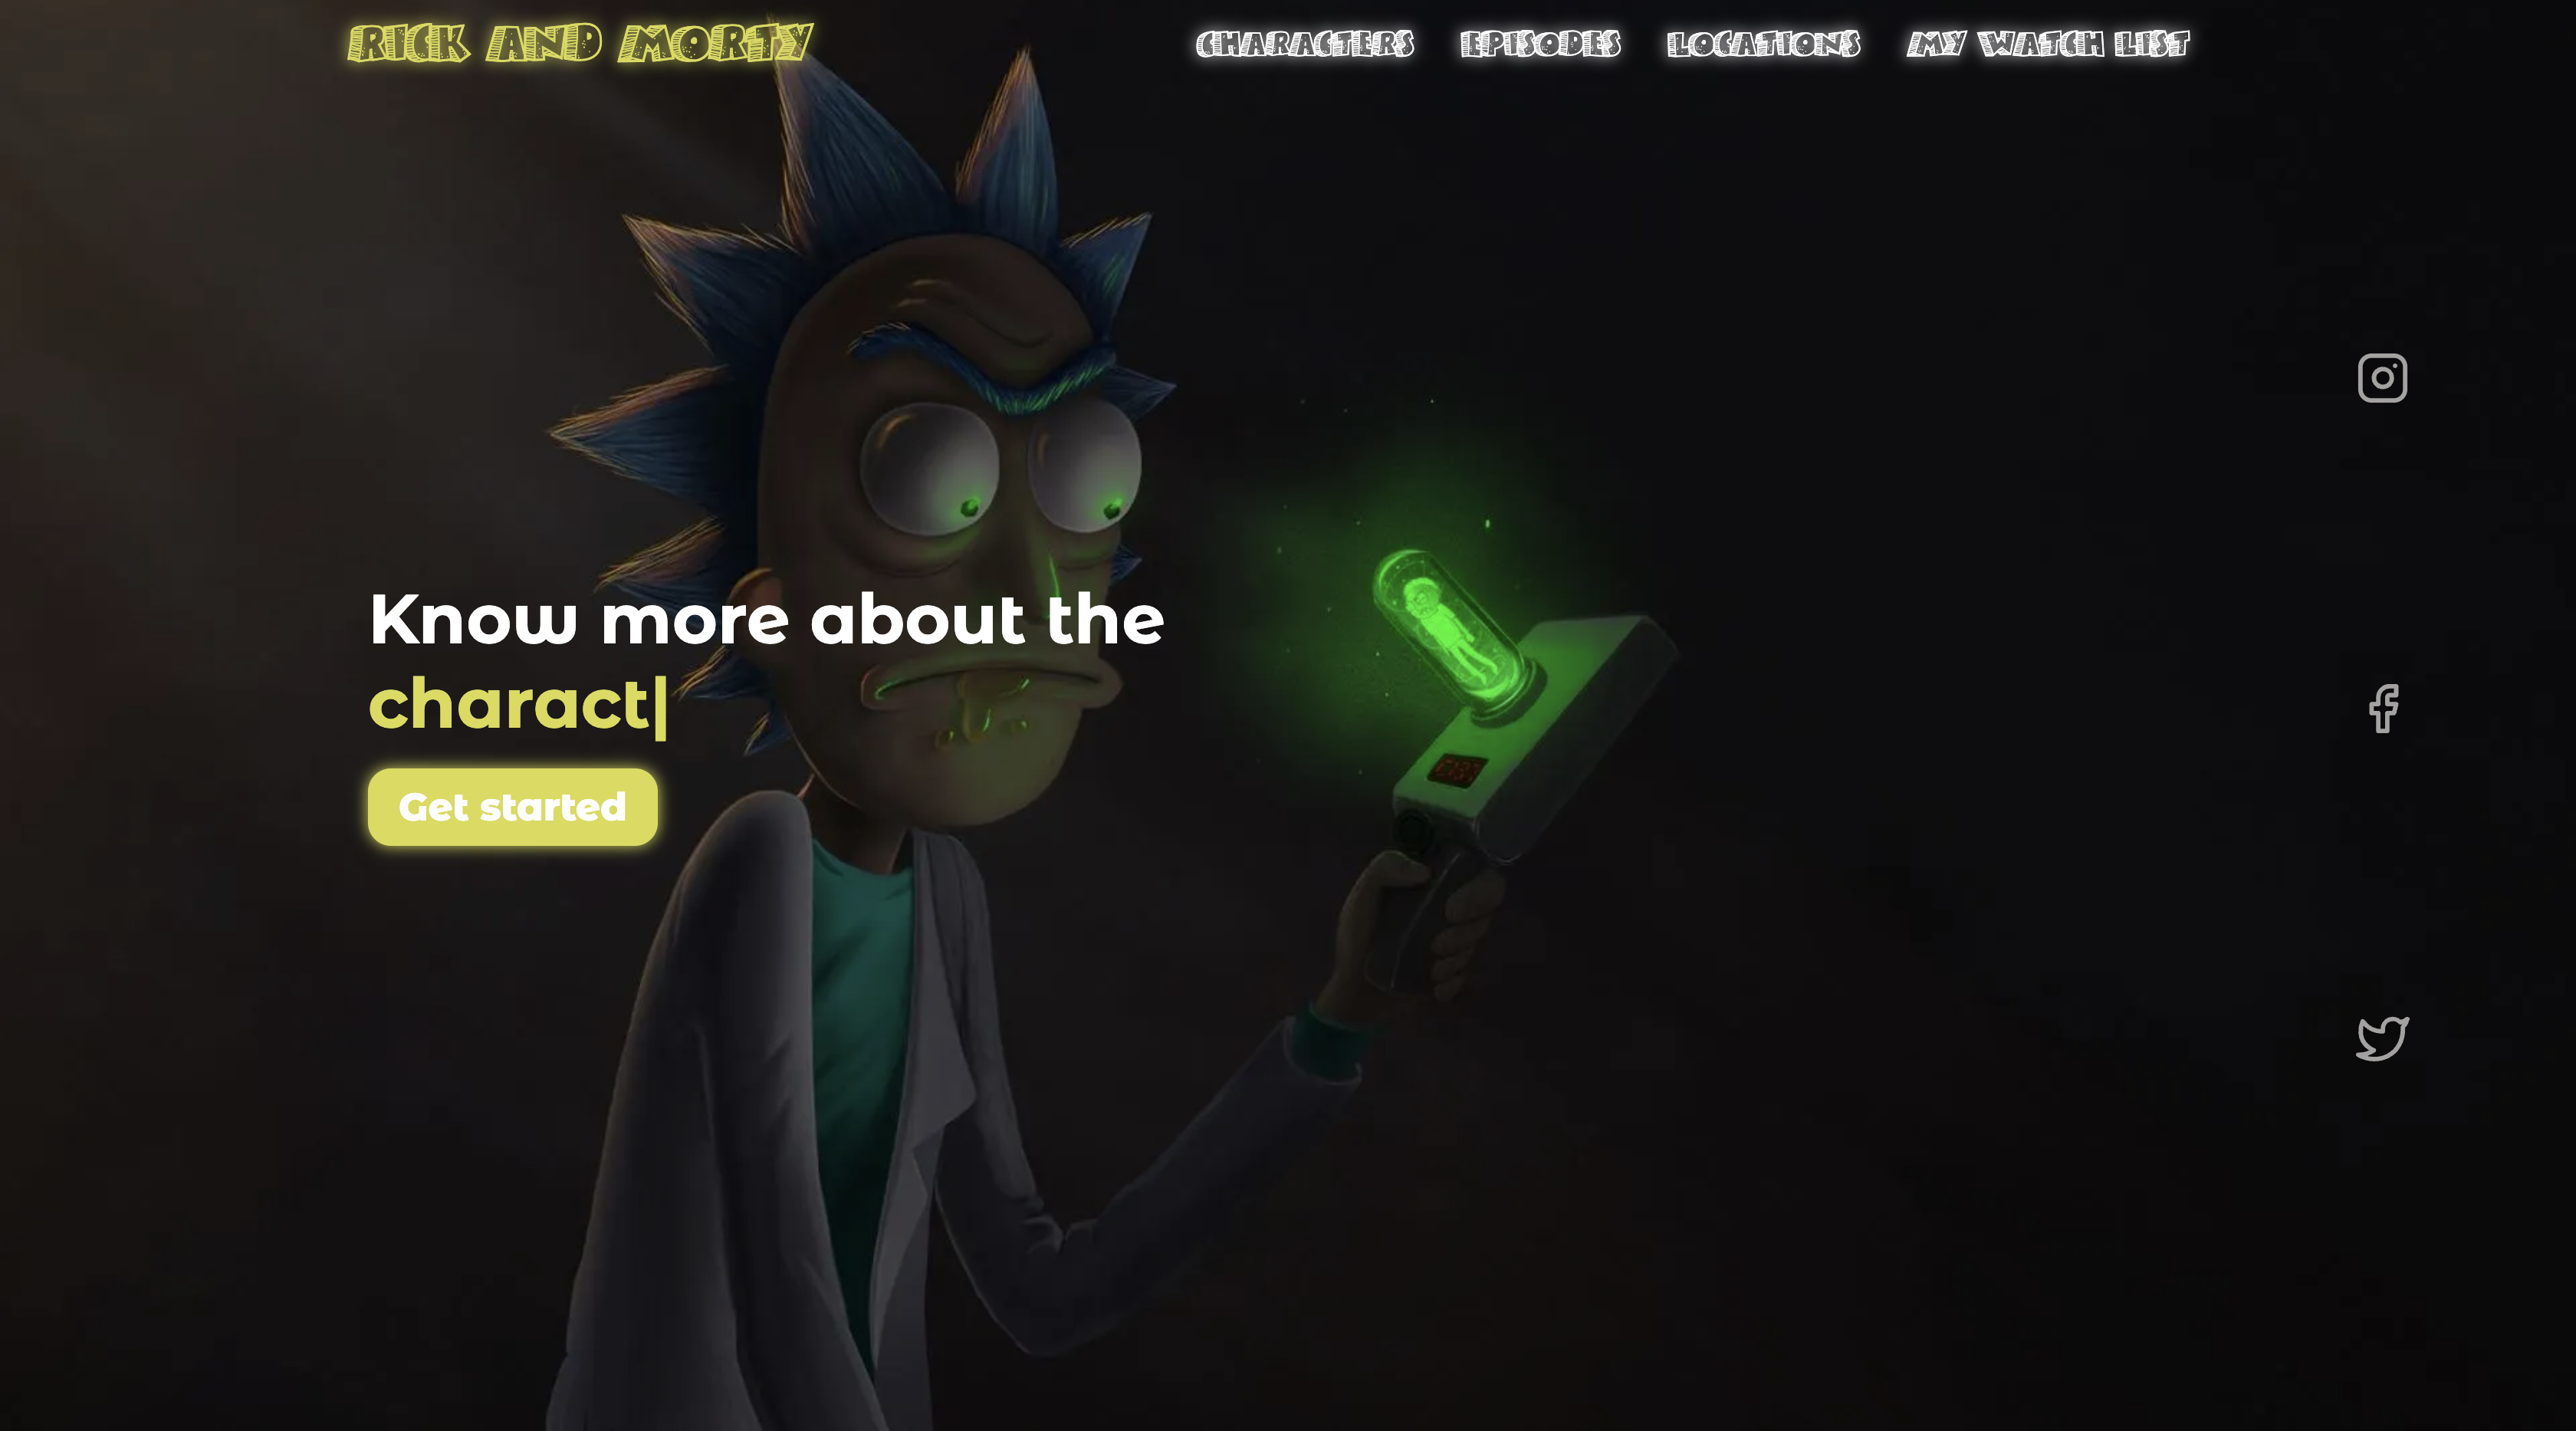 RICK AND MORTY
CHARACTERS EPISODES LOCATIONS MY WATCH LIST
Know more about the
charact|
Get started